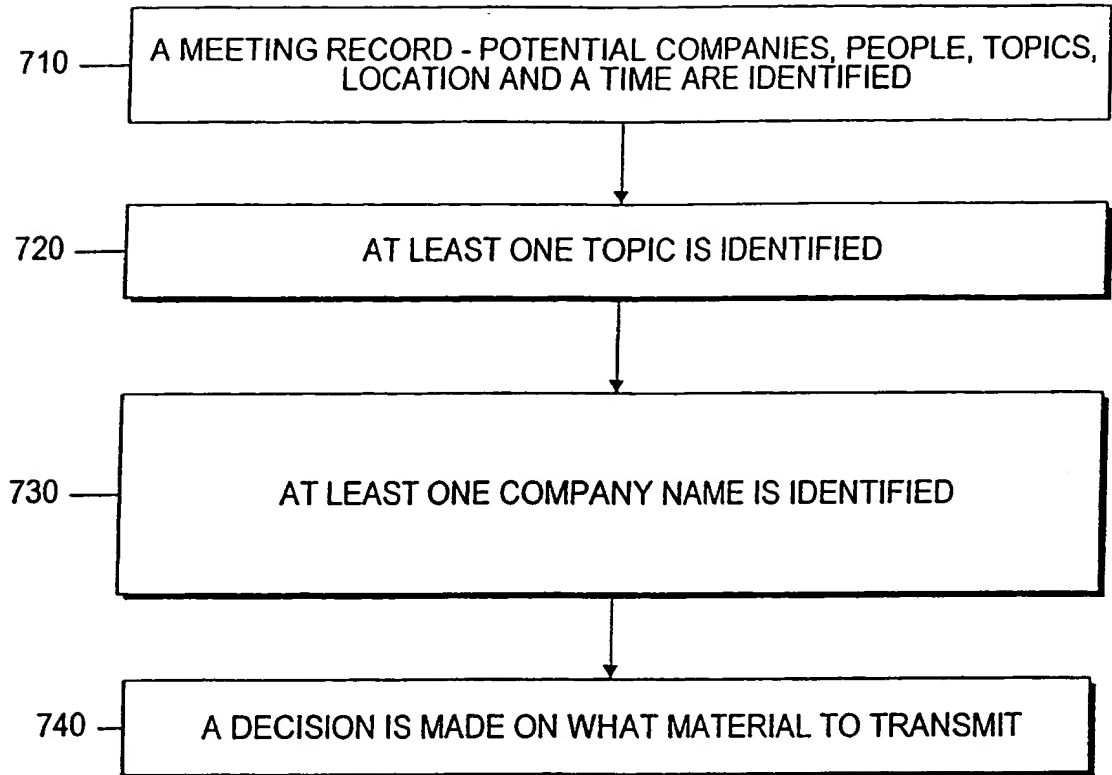 710
A MEETING RECORD - POTENTIAL COMPANIES, PEOPLE, TOPICS,
LOCATION AND A TIME ARE IDENTIFIED
720
AT LEAST ONE TOPIC IS IDENTIFIED
730
AT LEAST ONE COMPANY NAME IS IDENTIFIED
740
A DECISION IS MADE ON WHAT MATERIAL TO TRANSMIT